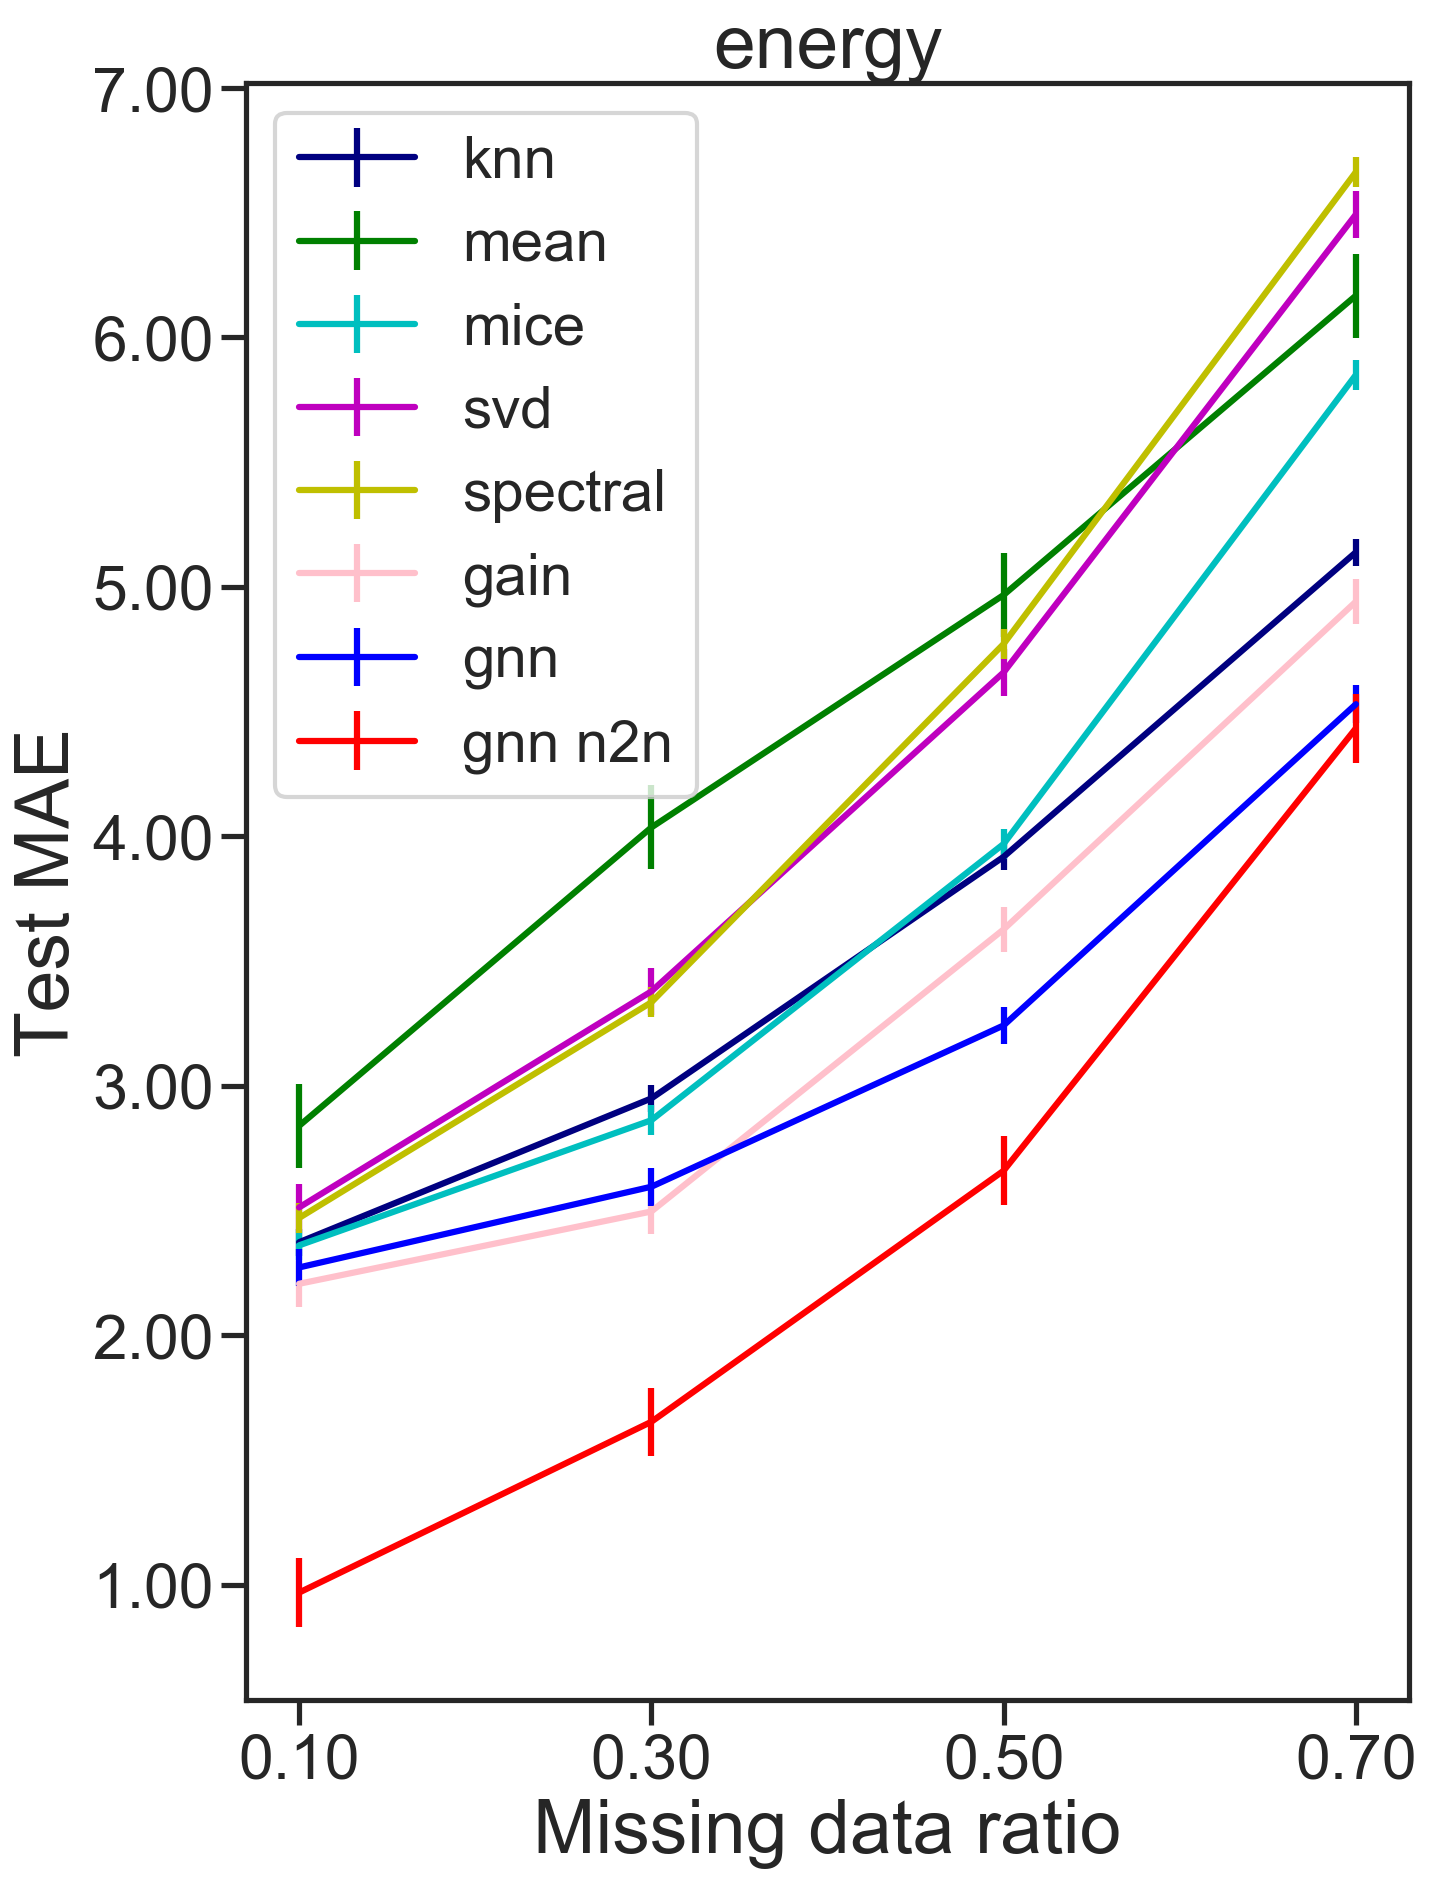 energy
7.00
6.00
5.00
4.00
3.00
2.00
1.00
Test MAE
knn
mean
mice
svd
spectral
gain
gnn
gnn n2n
0.10 0.30 0.50 0.70
Missing data ratio